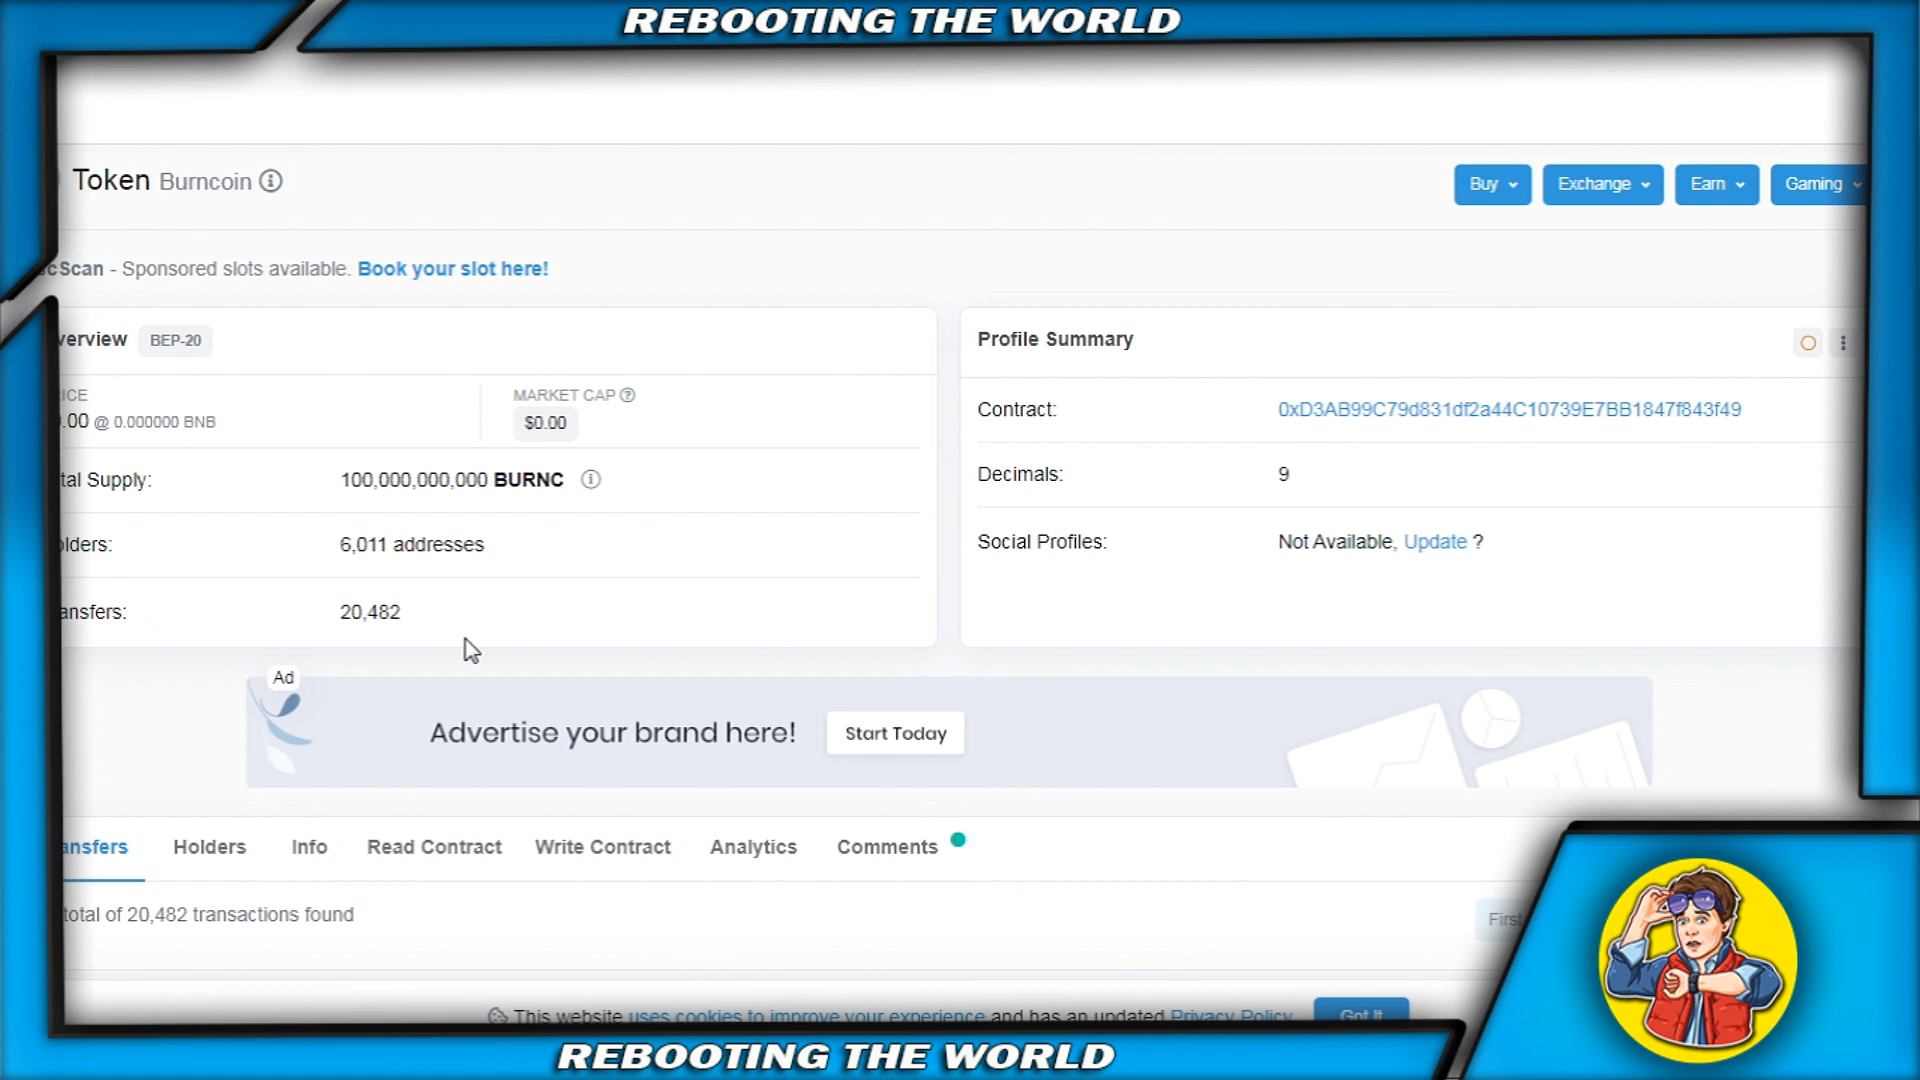 REBOOTING THE WORLD
Token Burncoin
Buy Exchange Earn Gaming
cScan - Sponsored slots available. Book your slot here!
verview BEP-20
Profile Summary
ICE
MARKET CAP
.00 @ 0.000000 BNB
$0.00
Contract: 0xD3AB99C79d831df2a44C10739E7BB1847f843f49
tal Supply: 100,000,000,000 BURNC
Decimals: 9
lders: 6,011 addresses
Social Profiles: Not Available, Update ?
ansfers: 20,482
Ad
Advertise your brand here! Start Today
ansfers Holders Info Read Contract Write Contract Analytics Comments
total of 20,482 transactions found
First
This website uses cookies to improve your experience and has an updated Privacy Policy
Got It
REBOOTING THE WORLD